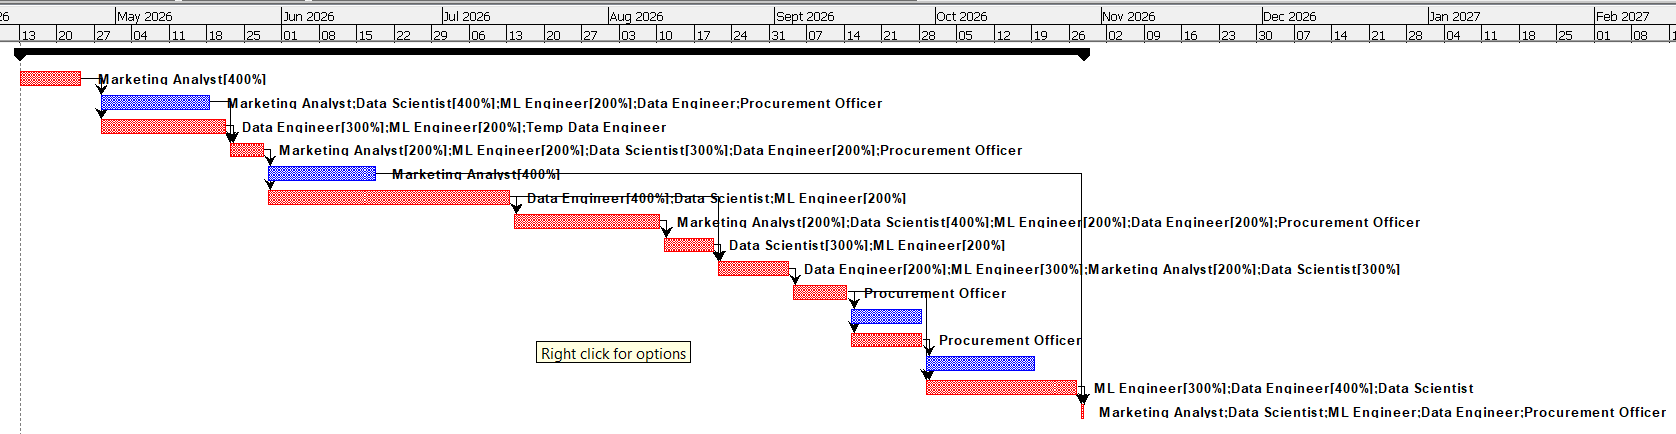 26 May 2026 Jun 2026 Jul 2026 Aug 2026 Sept 2026 Oct 2026 Nov 2026 Dec 2026 Jan 2027 Feb 2027
13 20 27 04 11 18 25 01 08 15 22 29 06 13 20 27 03 10 17 24 31 07 14 21 28 05 12 19 26 02 09 16 23 30 07 14 21 28 04 11 18 25 01 08
Marketing Analyst[400%]
Marketing Analyst;Data Scientist[400%];ML Engineer[200%];Data Engineer;Procurement Officer
Data Engineer[300%];ML Engineer[200%];Temp Data Engineer
Marketing Analyst[200%];ML Engineer[200%];Data Scientist[300%];Data Engineer[200%];Procurement Officer
Marketing Analyst[400%]
Data Engineer[400%];Data Scientist;ML Engineer[200%]
Marketing Analyst[200%];Data Scientist[400%];ML Engineer[200%];Data Engineer[200%];Procurement Officer
Data Scientist[300%];ML Engineer[200%]
Data Engineer[200%];ML Engineer[300%];Marketing Analyst[200%];Data Scientist[300%]
Procurement Officer
Procurement Officer
Right click for options
ML Engineer[300%];Data Engineer[400%];Data Scientist
Marketing Analyst;Data Scientist;ML Engineer;Data Engineer;Procurement Officer